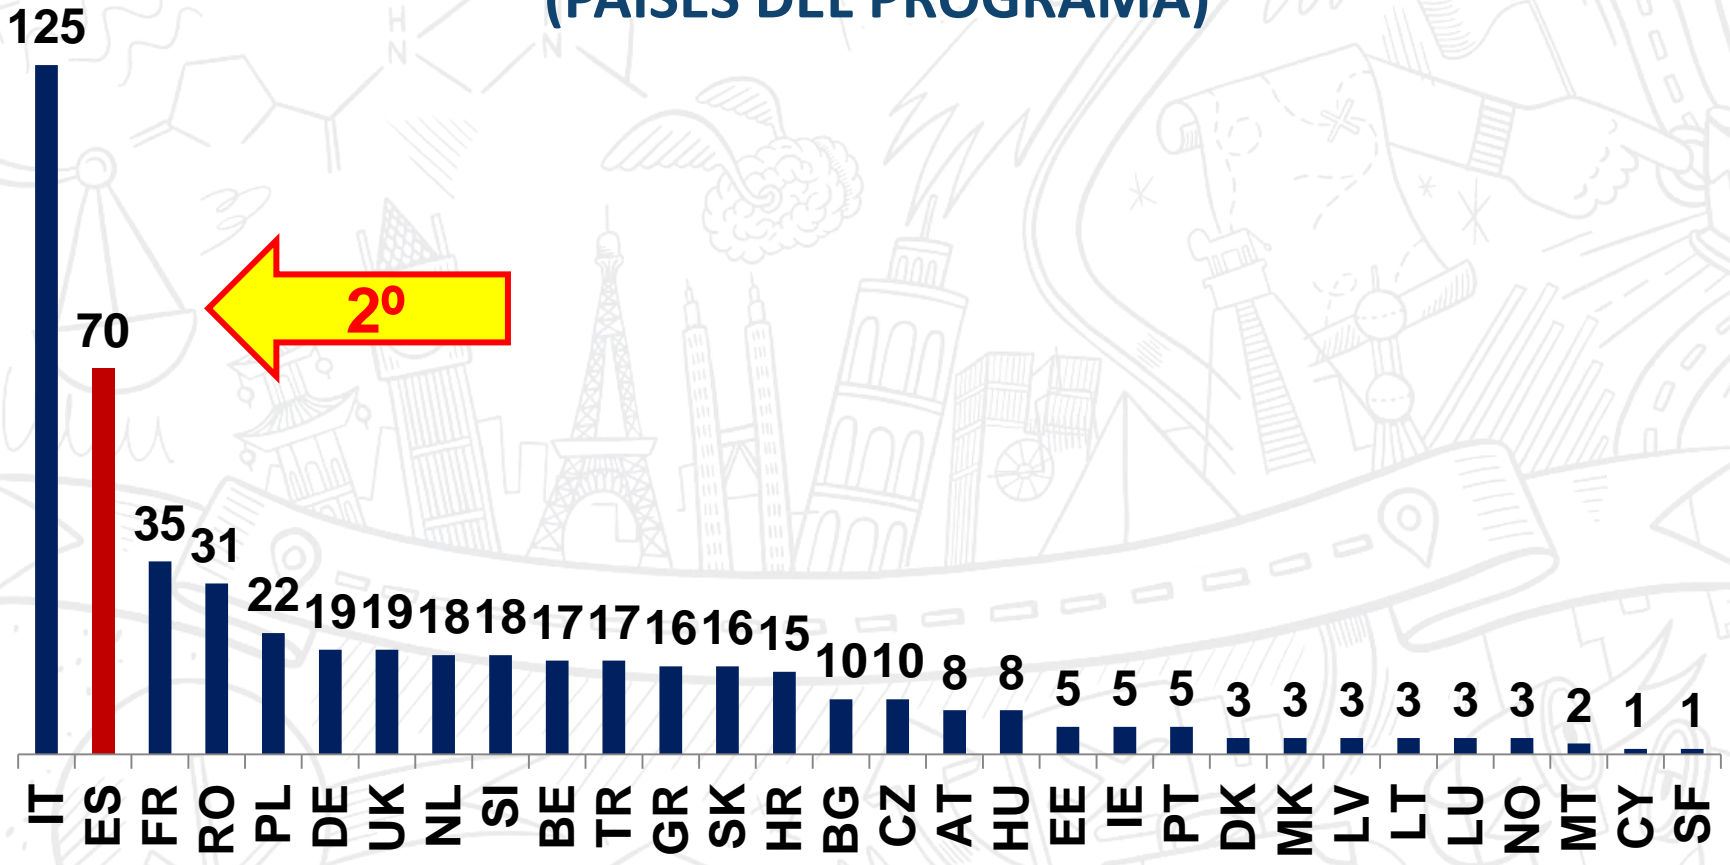 (PAÍSES DEL PROGRAMA)
125
70
2º
35
31
22
19
19
18
18
17
17
16
16
15
10
10
8
8
5
5
5
3
3
3
3
3
3
2
1
1
IT
ES
FR
RO
PL
DE
UK
NL
SI
BE
TR
GR
SK
HR
BG
CZ
AT
HU
EE
IE
PT
DK
MK
LV
LT
LU
NO
MT
CY
SF
H
N
H
N